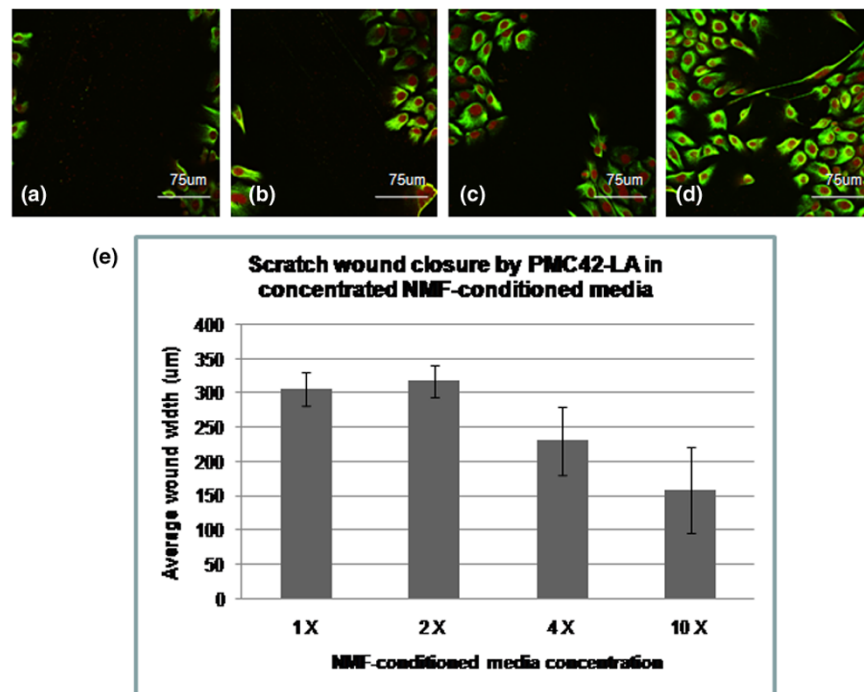 75um
(a)
75um
(b)
75um
(c)
75um
(d)
(e)
Scratch wound closure by PMC42-LA in
concentrated NMF-conditioned media
Average wound width (um)
400
350
300
250
200
150
100
50
0
1 X
2 X
4 X
10 X
NMF-conditioned media concentration